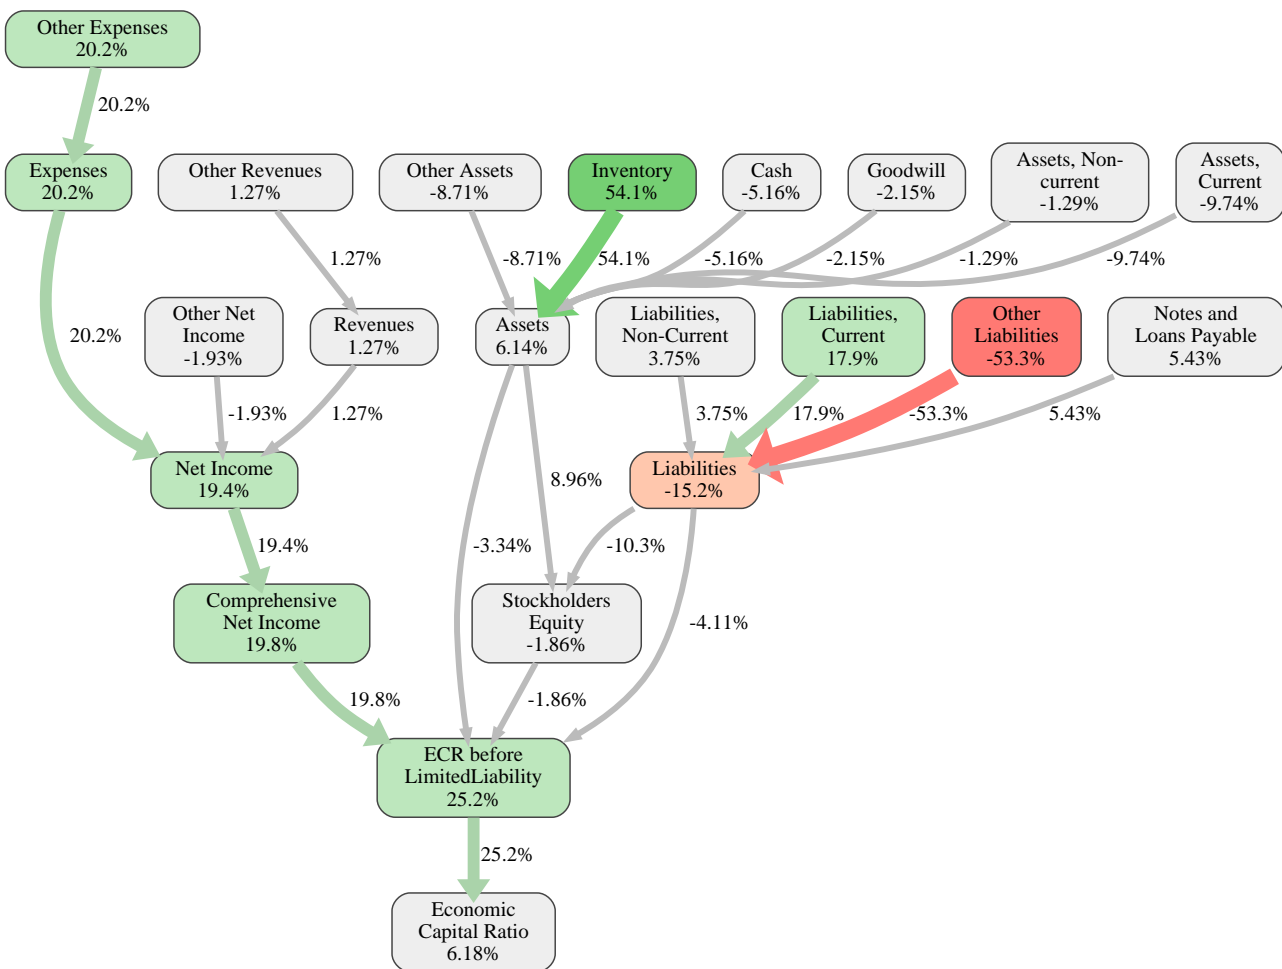 Other Expenses
20.2%
20.2%
Expenses
20.2%
Other Revenues
1.27%
Other Assets
-8.71%
Inventory
54.1%
Cash
-5.16%
Goodwill
-2.15%
Assets, Non-
current
-1.29%
Assets,
Current
-9.74%
1.27%
-8.71%
54.1%
-5.16%
-2.15%
-1.29%
-9.74%
20.2%
Other Net
Income
-1.93%
Revenues
1.27%
Assets
6.14%
Liabilities,
Non-Current
3.75%
Liabilities,
Current
17.9%
Other
Liabilities
-53.3%
Notes and
Loans Payable
5.43%
-1.93%
1.27%
3.75%
17.9%
-53.3%
5.43%
Net Income
19.4%
8.96%
Liabilities
-15.2%
19.4%
-3.34%
-10.3%
-4.11%
Comprehensive
Net Income
19.8%
Stockholders
Equity
-1.86%
19.8%
-1.86%
ECR before
LimitedLiability
25.2%
25.2%
Economic
Capital Ratio
6.18%